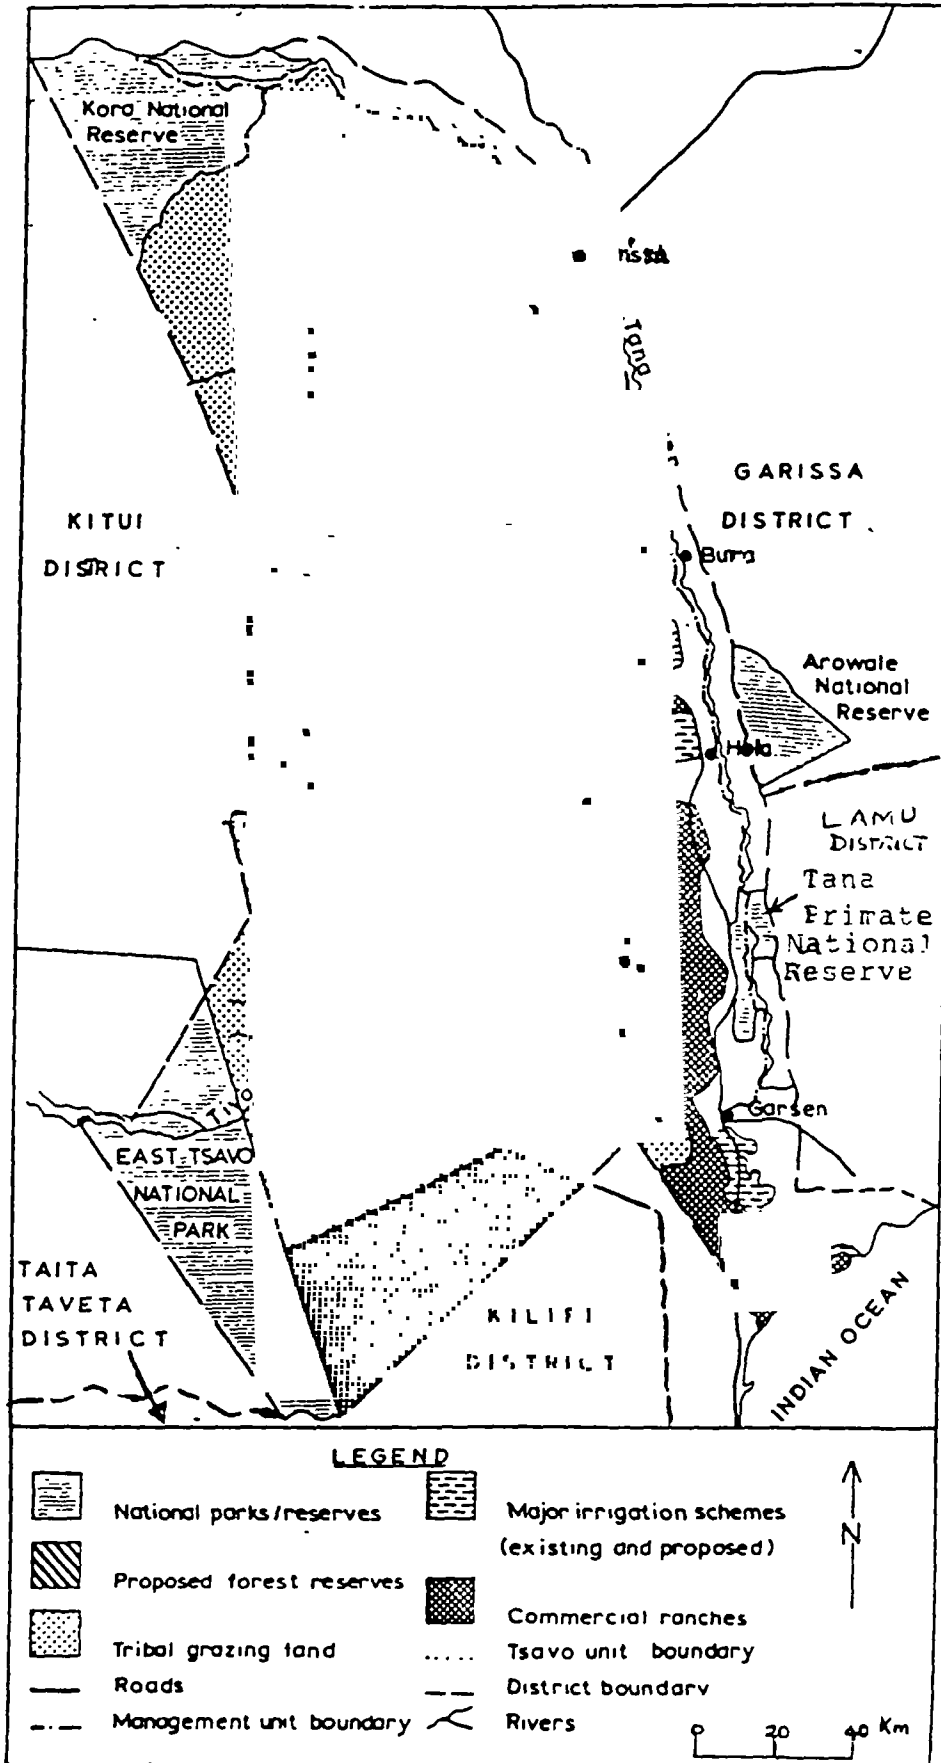 Kora National
Reserve
Tana
GARISSA
DISTRICT
KITUI
DISTRICT
Bura
Arowale
National
Reserve
Hola
LAMU
DISTRICT
Tana
Primate
National
Reserve
Garsen
EAST TSAVO
NATIONAL
PARK
TAITA
TAVETA
DISTRICT
KILIFI
DISTRICT
INDIAN OCEAN
LEGEND
National parks/reserves
Proposed forest reserves
Tribal grazing land
Roads
Management unit boundary
Major irrigation schemes
(existing and proposed)
Commercial ranches
Tsavo unit boundary
District boundary
Rivers
N
0 20 40 Km